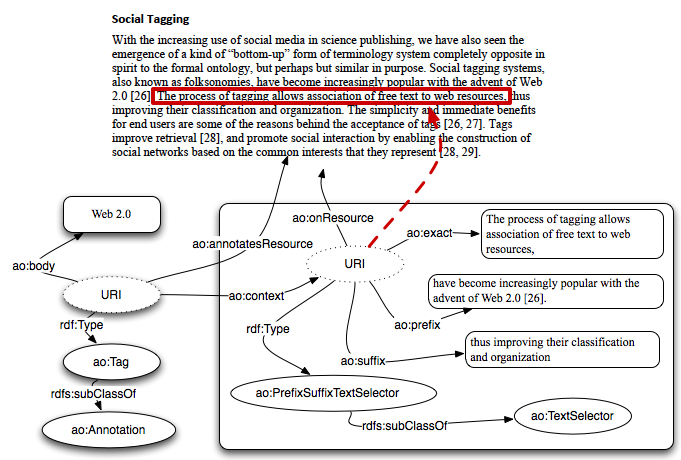 Social Tagging
With the increasing use of social media in science publishing, we have also seen the
emergence of a kind of “bottom-up” form of terminology system completely opposite in
spirit to the formal ontology, but perhaps but similar in purpose. Social tagging systems,
also known as folksonomies, have become increasingly popular with the advent of Web
2.0 [26]. The process of tagging allows association of free text to web resources, thus
improving their classification and organization. The simplicity and immediate benefits
for end users are some of the reasons behind the acceptance of tags [26, 27]. Tags
improve retrieval [28], and promote social interaction by enabling the construction of
social networks based on the common interests that they represent [28, 29].
Web 2.0
ao:body
ao:annotatesResource
URI
rdf:Type
ao:Tag
rdfs:subClassOf
ao:Annotation
ao:context
ao:onResource
URI
ao:exact
The process of tagging allows
association of free text to web
resources,
ao:prefix
have become increasingly popular with the
advent of Web 2.0 [26].
ao:suffix
thus improving their classification
and organization
rdf:Type
ao:PrefixSuffixTextSelector
rdfs:subClassOf
ao:TextSelector